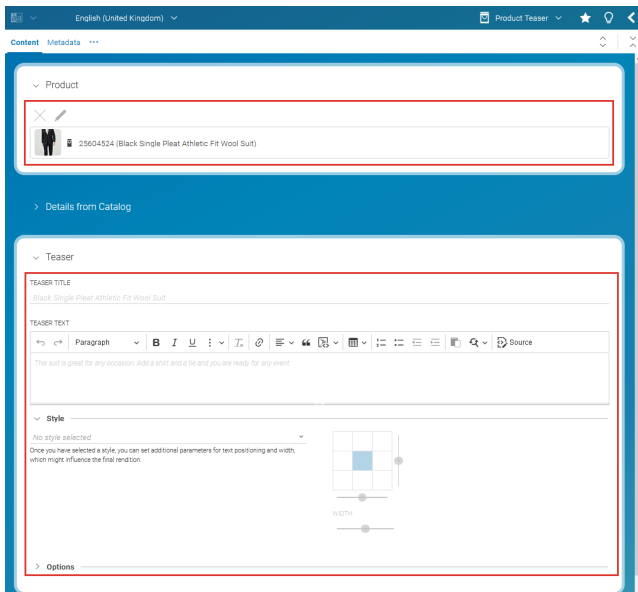 English (United Kingdom)
Product Teaser
Content Metadata
Product
25604524 (Black Single Pleat Athletic Fit Wool Suit)
Details from Catalog
Teaser
TEASER TITLE
Black Single Pleat Athletic Fit Wool Suit
TEASER TEXT
Paragraph B I U Source
This suit is great for any occasion. Add a shirt and a tie and you are ready for any event.
Style
No style selected
Once you have selected a style, you can set additional parameters for text positioning and width,
which might influence the final rendition.
WIDTH
Options